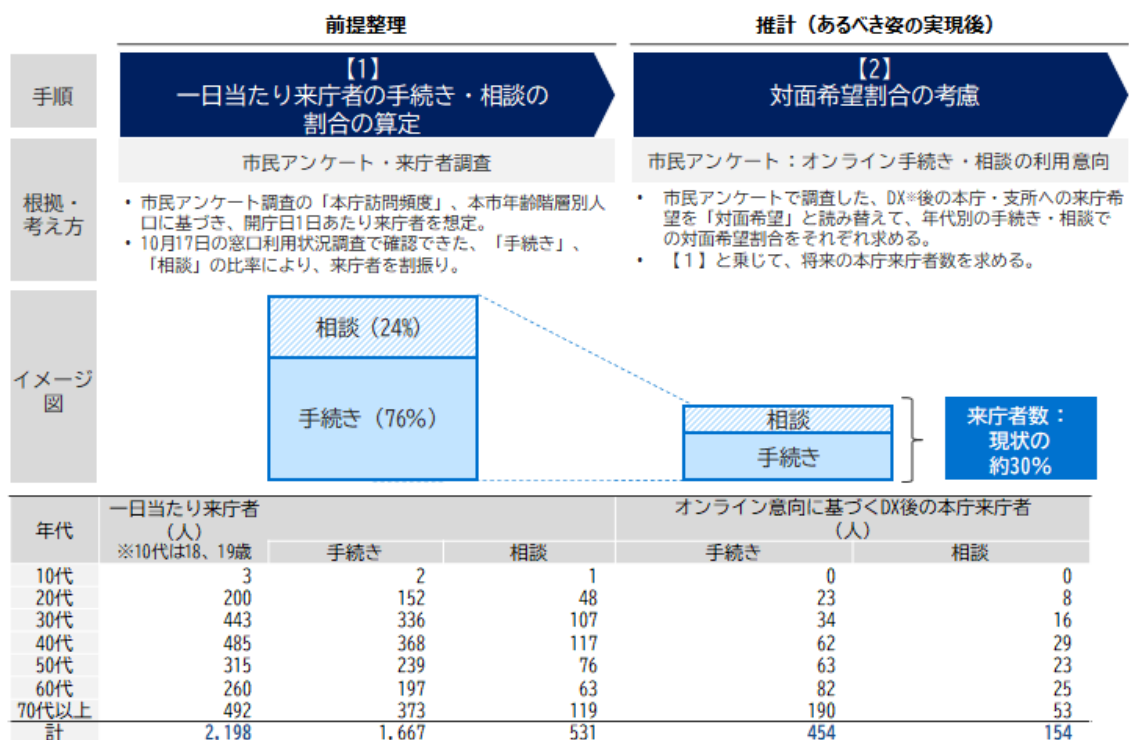 前提整理
推計（あるべき姿の実現後）
手順
【1】
一日当たり来庁者の手続き・相談の
割合の算定
【2】
対面希望割合の考慮
根拠・
考え方
市民アンケート・来庁者調査
• 市民アンケート調査の「本庁訪問頻度」、本市年齢階層別人
口に基づき、開庁日1日あたり来庁者を想定。
• 10月17日の窓口利用状況調査で確認できた、「手続き」、
「相談」の比率により、来庁者を割振り。
市民アンケート：オンライン手続き・相談の利用意向
• 市民アンケートで調査した、DX※後の本庁・支所への来庁希
望を「対面希望」と読み替えて、年代別の手続き・相談で
の対面希望割合をそれぞれ求める。
• 【1】と乗じて、将来の本庁来庁者数を求める。
イメージ
図
相談（24%）
手続き（76%）
相談
手続き
来庁者数：
現状の
約30%
年代
一日当たり来庁者
（人）
※10代は18、19歳
手続き
相談
オンライン意向に基づくDX後の本庁来庁者
（人）
手続き
相談
10代 3 2 1 0 0
20代 200 152 48 23 8
30代 443 336 107 34 16
40代 485 368 117 62 29
50代 315 239 76 63 23
60代 260 197 63 82 25
70代以上 492 373 119 190 53
計 2,198 1,667 531 454 154